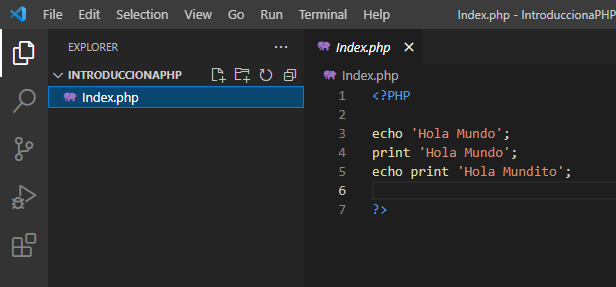 File Edit Selection View Go Run Terminal Help Index.php - IntroduccionaPHP
EXPLORER
Index.php
INTRODUCCIONAPHP
Index.php
Index.php
1 <?PHP
2
3 echo 'Hola Mundo';
4 print 'Hola Mundo';
5 echo print 'Hola Mundito';
6
7 ?>